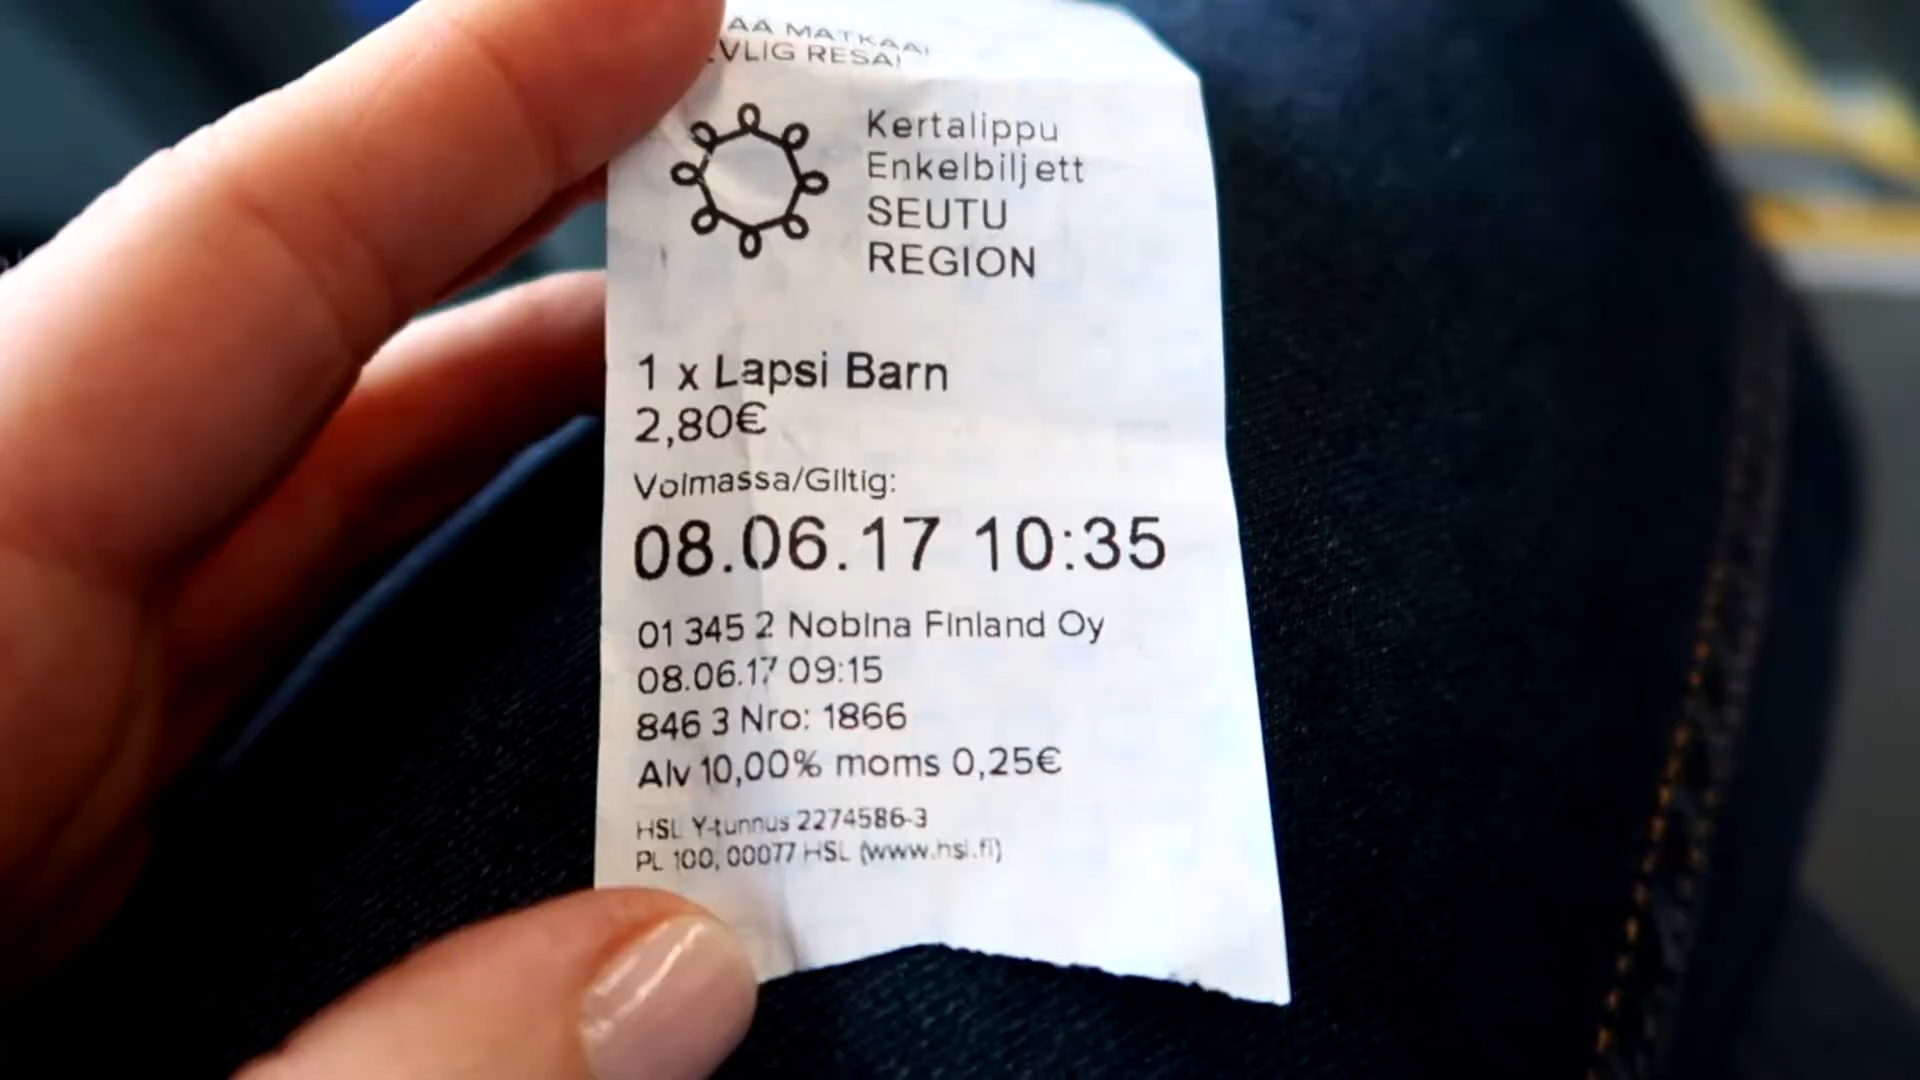 MATKAA!
RESA!
Kertalippu
Enkelbiljett
SEUTU
REGION
1 x Lapsi Barn
2,80€
Voimassa/Giltig:
08.06.17 10:35
01 345 2 Nobina Finland Oy
08.06.17 09:15
846 3 Nro: 1866
Alv 10,00% moms 0,25€
HSL Y-tunnus 2274586-3
PL 100, 00077 HSL (www.hsl.fi)